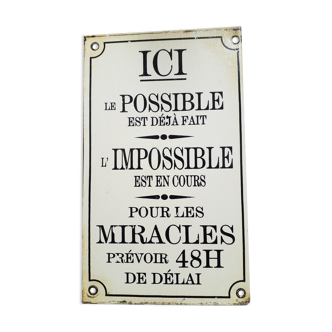 ICI
LE POSSIBLE
EST DÉJÀ FAIT
L' IMPOSSIBLE
EST EN COURS
POUR LES
MIRACLES
PRÉVOIR 48H
DE DÉLAI